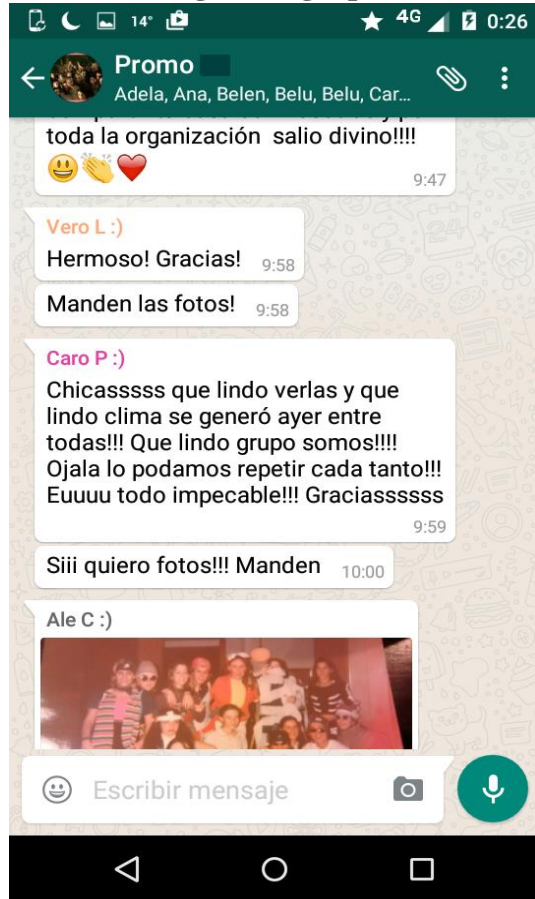 14°
4G
0:26
Promo
Adela, Ana, Belen, Belu, Belu, Car...
toda la organización salio divino!!!!
9:47
Vero L :)
Hermoso! Gracias! 9:58
Manden las fotos! 9:58
Caro P :)
Chicasssss que lindo verlas y que
lindo clima se generó ayer entre
todas!!! Que lindo grupo somos!!!!
Ojala lo podamos repetir cada tanto!!!
Euuuu todo impecable!!! Graciassssss
9:59
Siii quiero fotos!!! Manden 10:00
Ale C :)
Escribir mensaje